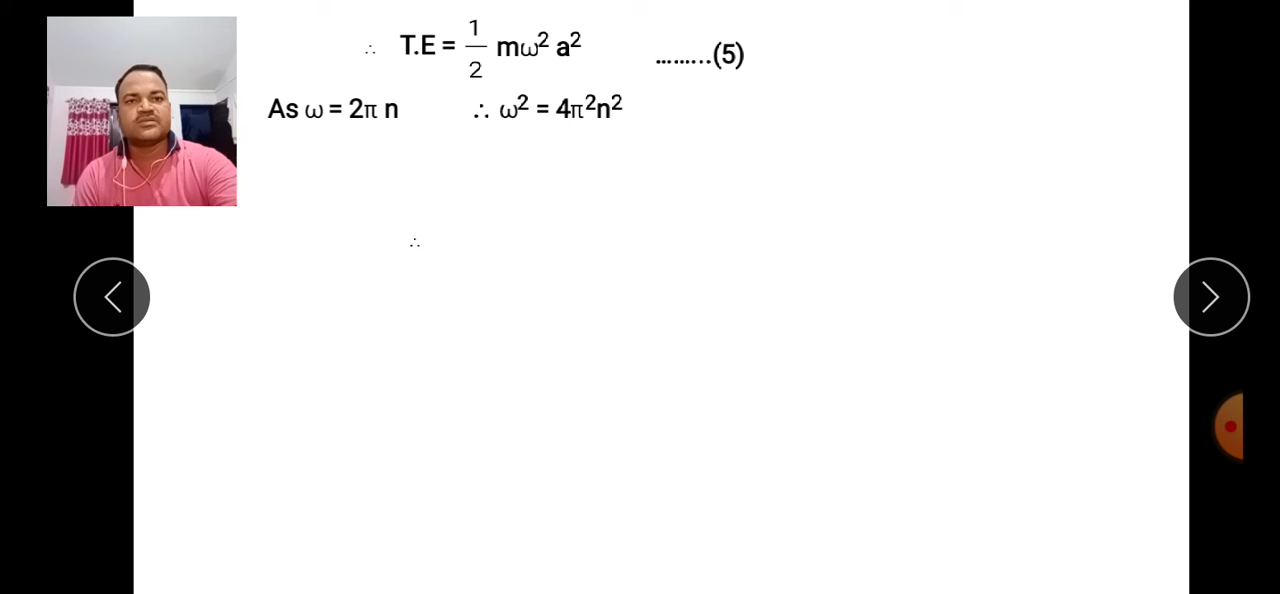 ∴ T.E = 1/2 mω² a² ………(5)
As ω = 2π n ∴ ω² = 4π²n²
∴